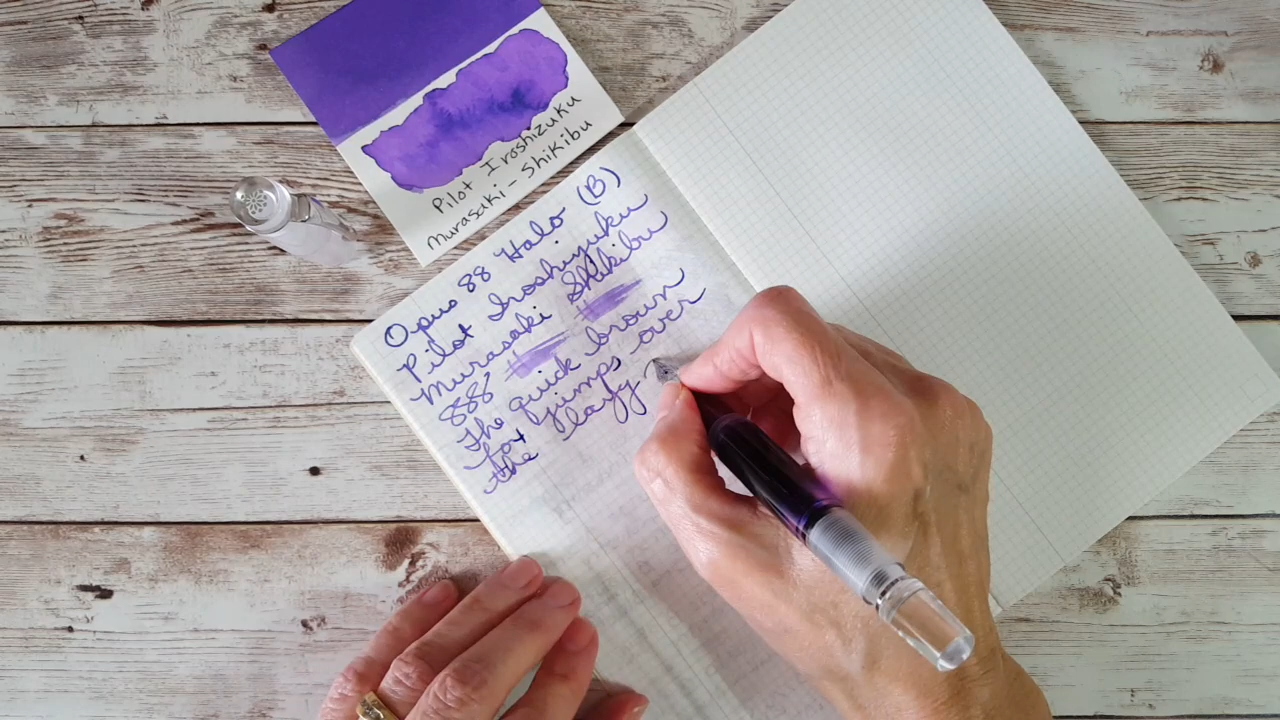 Pilot Iroshizuku
Murasaki-Shikibu
Opus 88 Halo (B)
Pilot Iroshizuku
Murasaki Shikibu
888
The quick brown
fox jumps over
the lazy